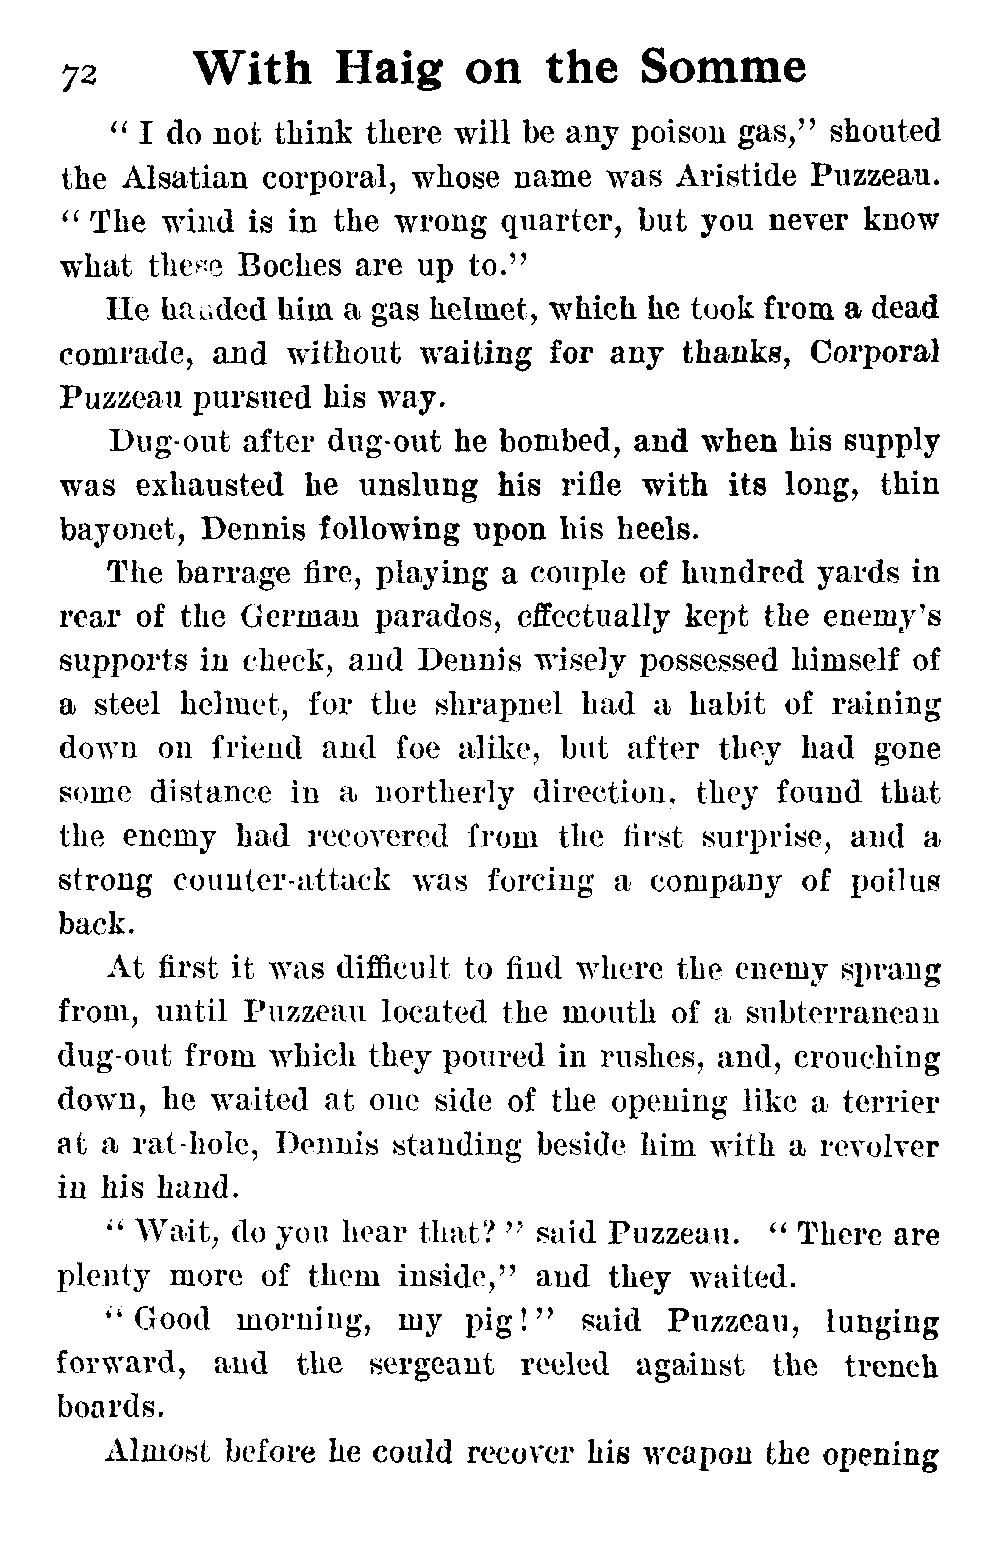 72 With Haig on the Somme
“ I do not think there will be any poison gas,” shouted
the Alsatian corporal, whose name was Aristide Puzzeau.
“ The wind is in the wrong quarter, but you never know
what these Boches are up to.”
He handed him a gas helmet, which he took from a dead
comrade, and without waiting for any thanks, Corporal
Puzzeau pursued his way.
Dug-out after dug-out he bombed, and when his supply
was exhausted he unslung his rifle with its long, thin
bayonet, Dennis following upon his heels.
The barrage fire, playing a couple of hundred yards in
rear of the German parados, effectually kept the enemy's
supports in check, and Dennis wisely possessed himself of
a steel helmet, for the shrapnel had a habit of raining
down on friend and foe alike, but after they had gone
some distance in a northerly direction, they found that
the enemy had recovered from the first surprise, and a
strong counter-attack was forcing a company of poilus
back.
At first it was difficult to find where the enemy sprang
from, until Puzzeau located the mouth of a subterranean
dug-out from which they poured in rushes, and, crouching
down, he waited at one side of the opening like a terrier
at a rat-hole, Dennis standing beside him with a revolver
in his hand.
“ Wait, do you hear that? ” said Puzzeau. “ There are
plenty more of them inside,” and they waited.
“ Good morning, my pig! ” said Puzzeau, lunging
forward, and the sergeant reeled against the trench
boards.
Almost before he could recover his weapon the opening